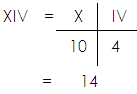 XIV = X IV
10 4
= 14